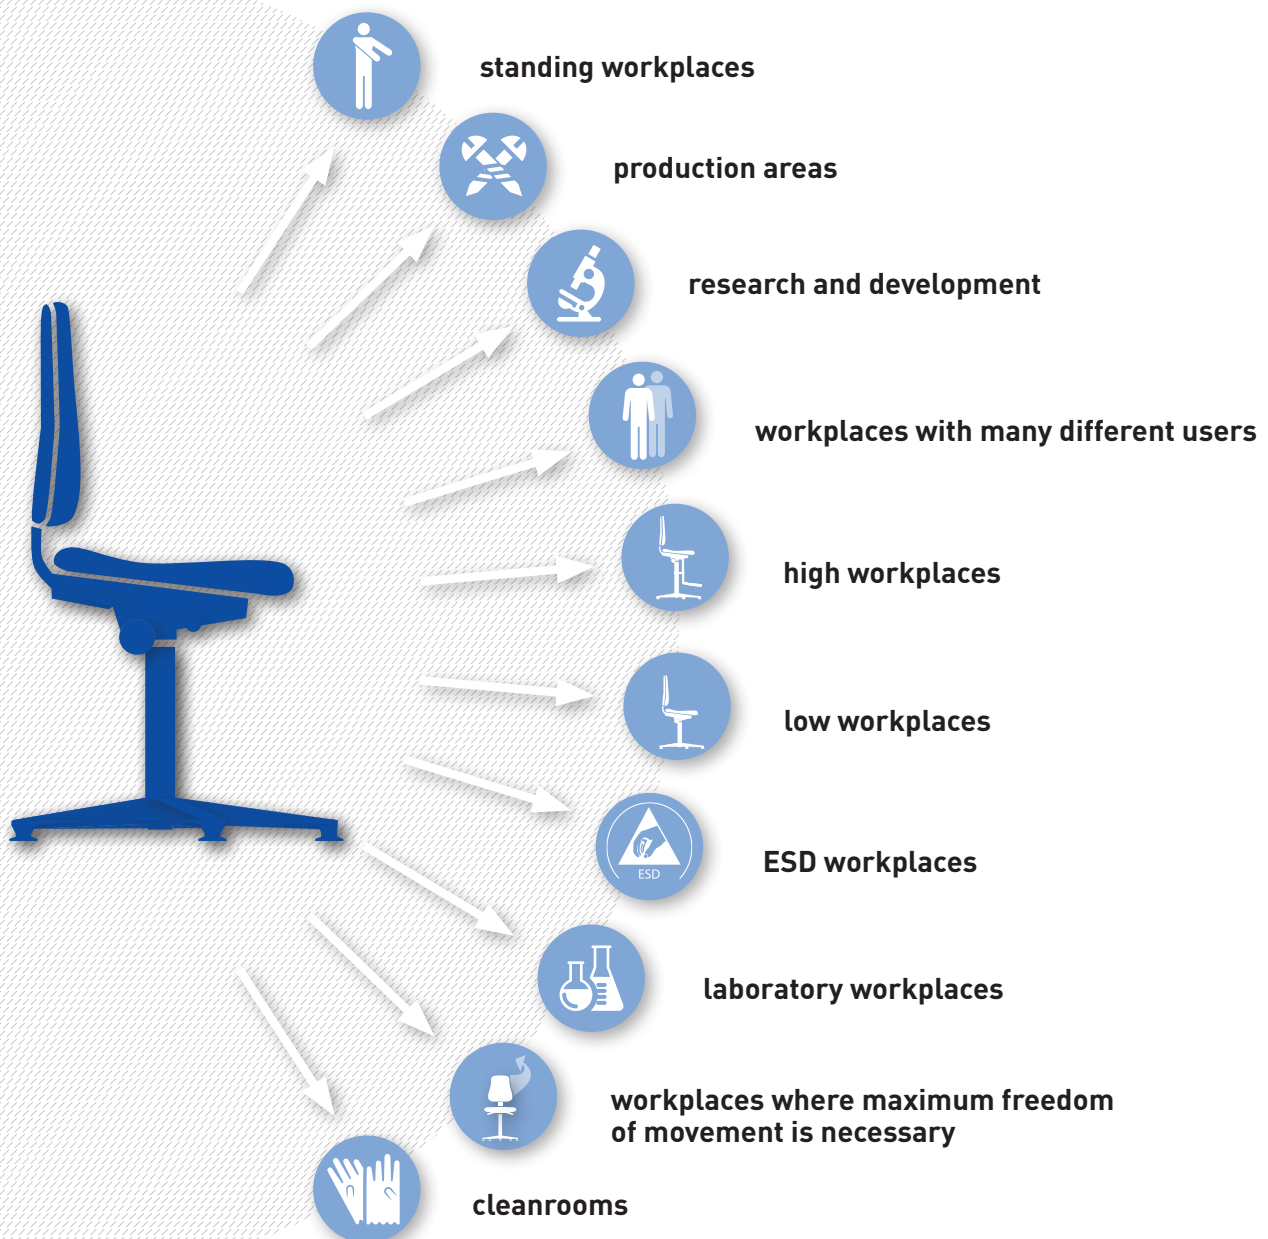 standing workplaces
production areas
research and development
workplaces with many different users
high workplaces
low workplaces
ESD
ESD workplaces
laboratory workplaces
workplaces where maximum freedom
of movement is necessary
cleanrooms